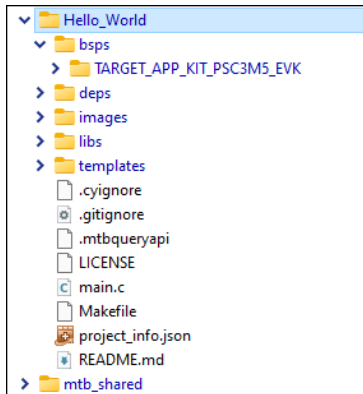 Hello_World
bsps
TARGET_APP_KIT_PSC3M5_EVK
deps
images
libs
templates
.cyignore
.gitignore
.mtbqueryapi
LICENSE
main.c
Makefile
project_info.json
README.md
mtb_shared